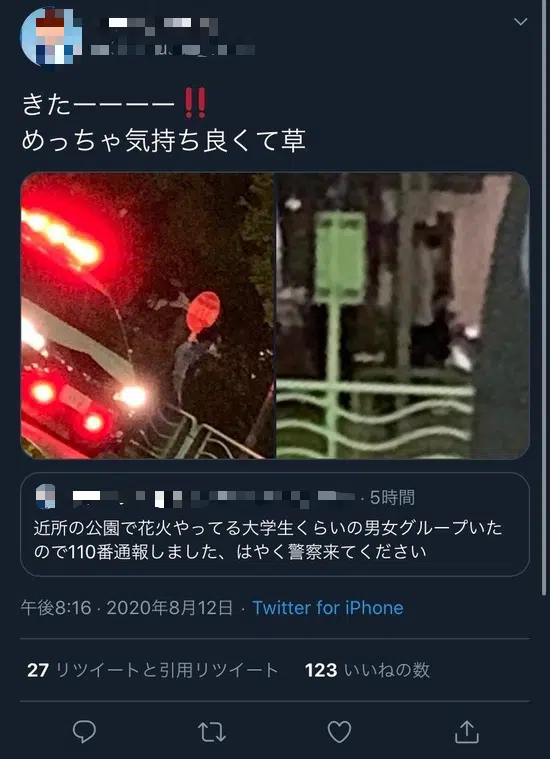 きたーーーー‼️
めっちゃ気持ち良くて草
· 5時間
近所の公園で花火やってる大学生くらいの男女グループいた
ので110番通報しました、はやく警察来てください
午後8:16 · 2020年8月12日 · Twitter for iPhone
27 リツイートと引用リツイート 123 いいねの数